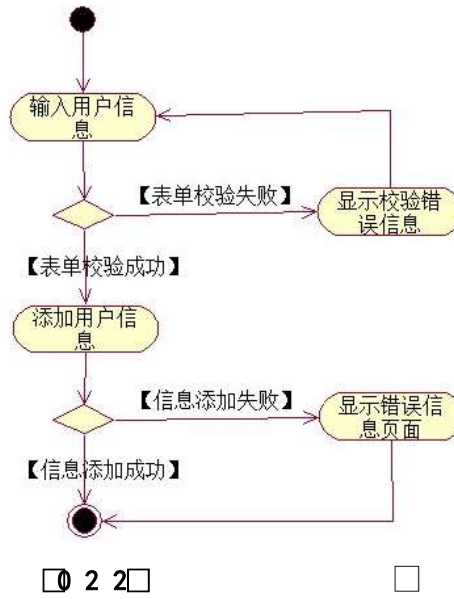 输入用户信
息
【表单校验失败】
显示校验错
误信息
【表单校验成功】
添加用户信
息
【信息添加失败】
显示错误信
息页面
【信息添加成功】
0 2 2